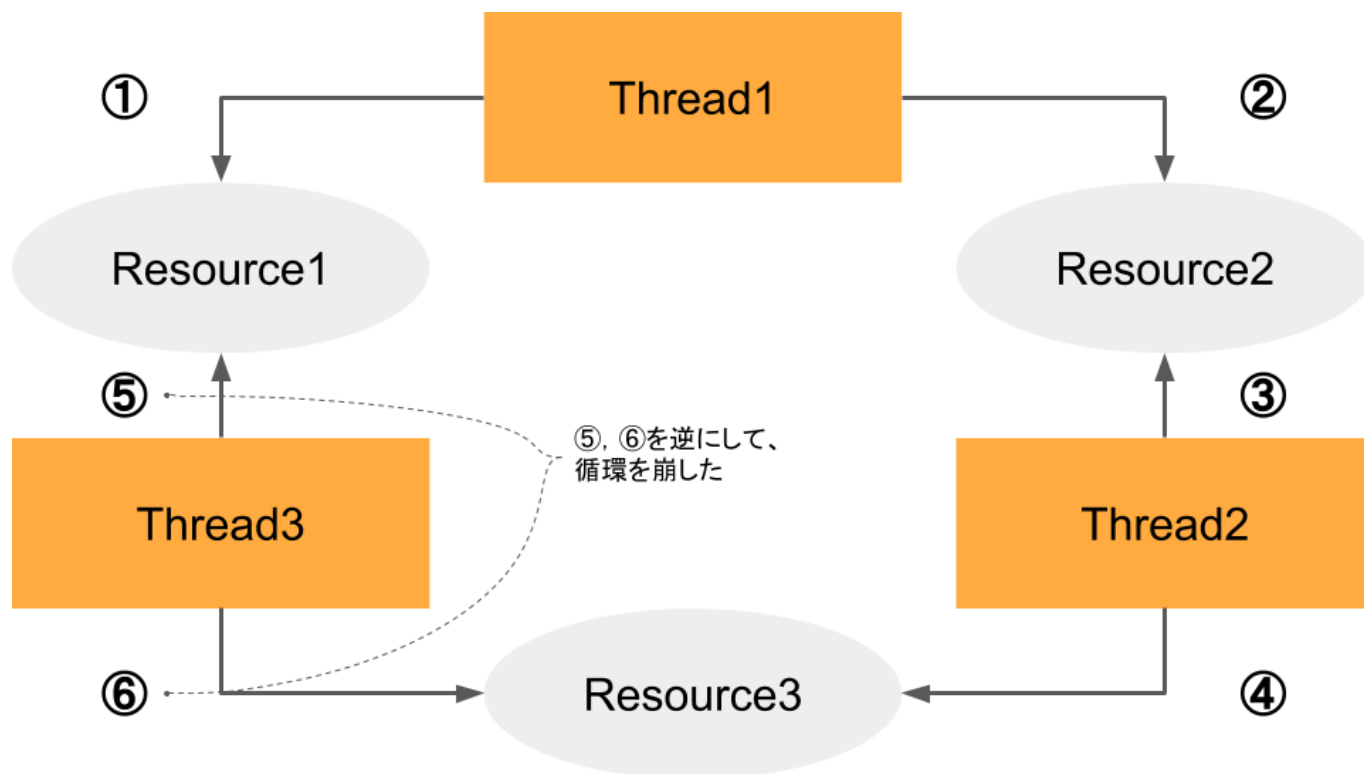 ① Thread1 ②
Resource1 Resource2
⑤ ③
⑤, ⑥を逆にして、
循環を崩した
Thread3 Thread2
⑥ Resource3 ④